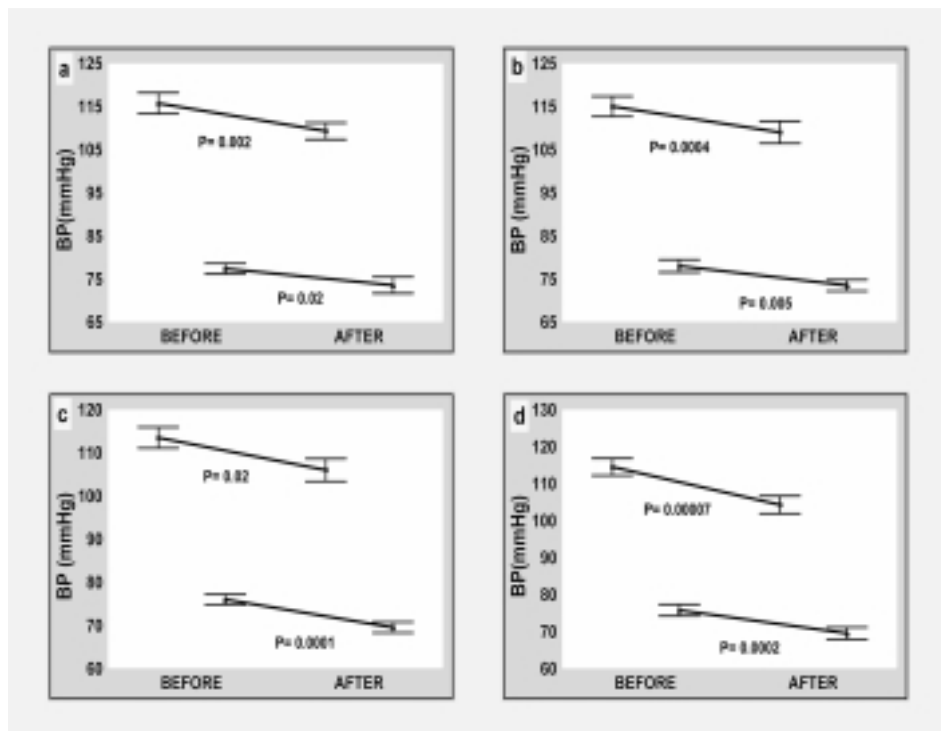 a
BP(mmHg)
125
115
105
95
85
75
65
P= 0.002
P= 0.02
BEFORE AFTER
b
BP (mmHg)
125
115
105
95
85
75
65
P= 0.0004
P= 0.005
BEFORE AFTER
c
BP (mmHg)
120
110
100
90
80
70
60
P= 0.02
P= 0.0001
BEFORE AFTER
d
BP(mmHg)
130
120
110
100
90
80
70
60
P= 0.00007
P= 0.0002
BEFORE AFTER